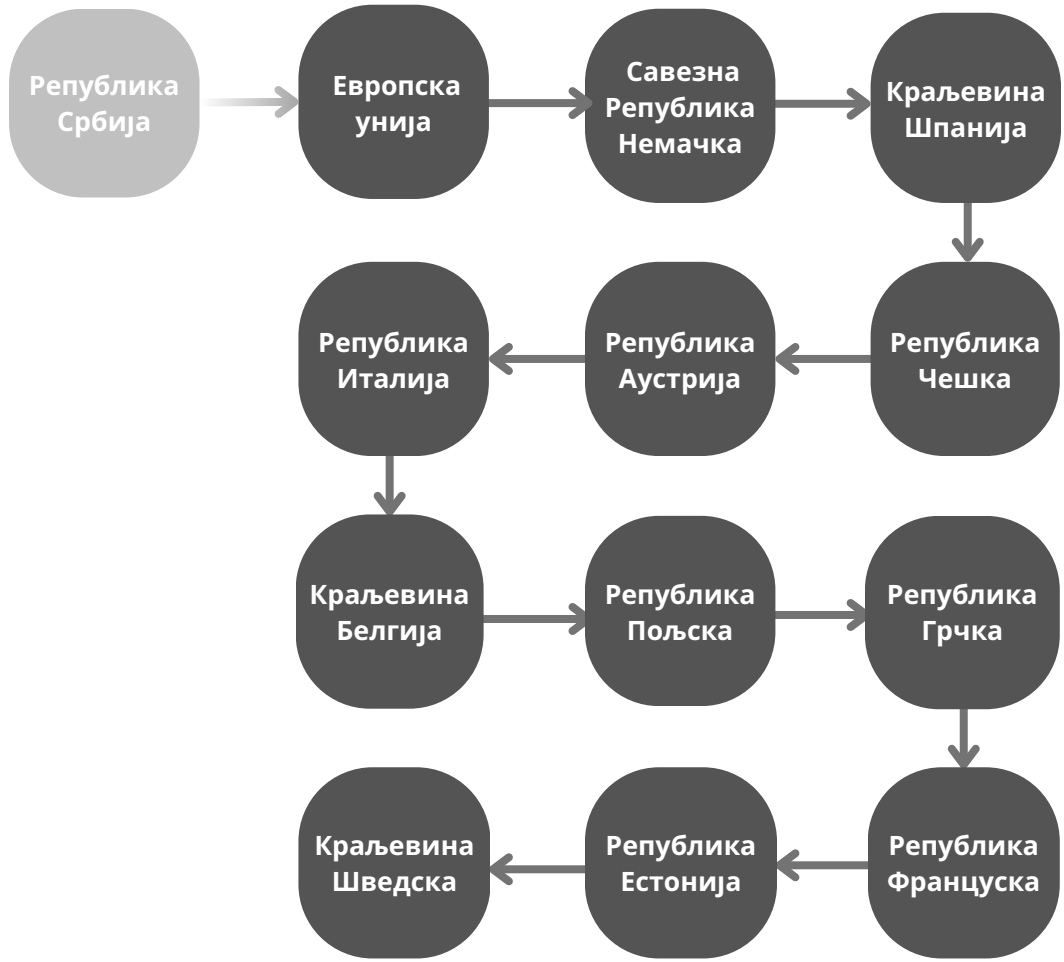 Република
Србија
Европска
унија
Савезна
Република
Немачка
Краљевина
Шпанија
Република
Чешка
Република
Аустрија
Република
Италија
Краљевина
Белгија
Република
Пољска
Република
Грчка
Република
Француска
Република
Естонија
Краљевина
Шведска